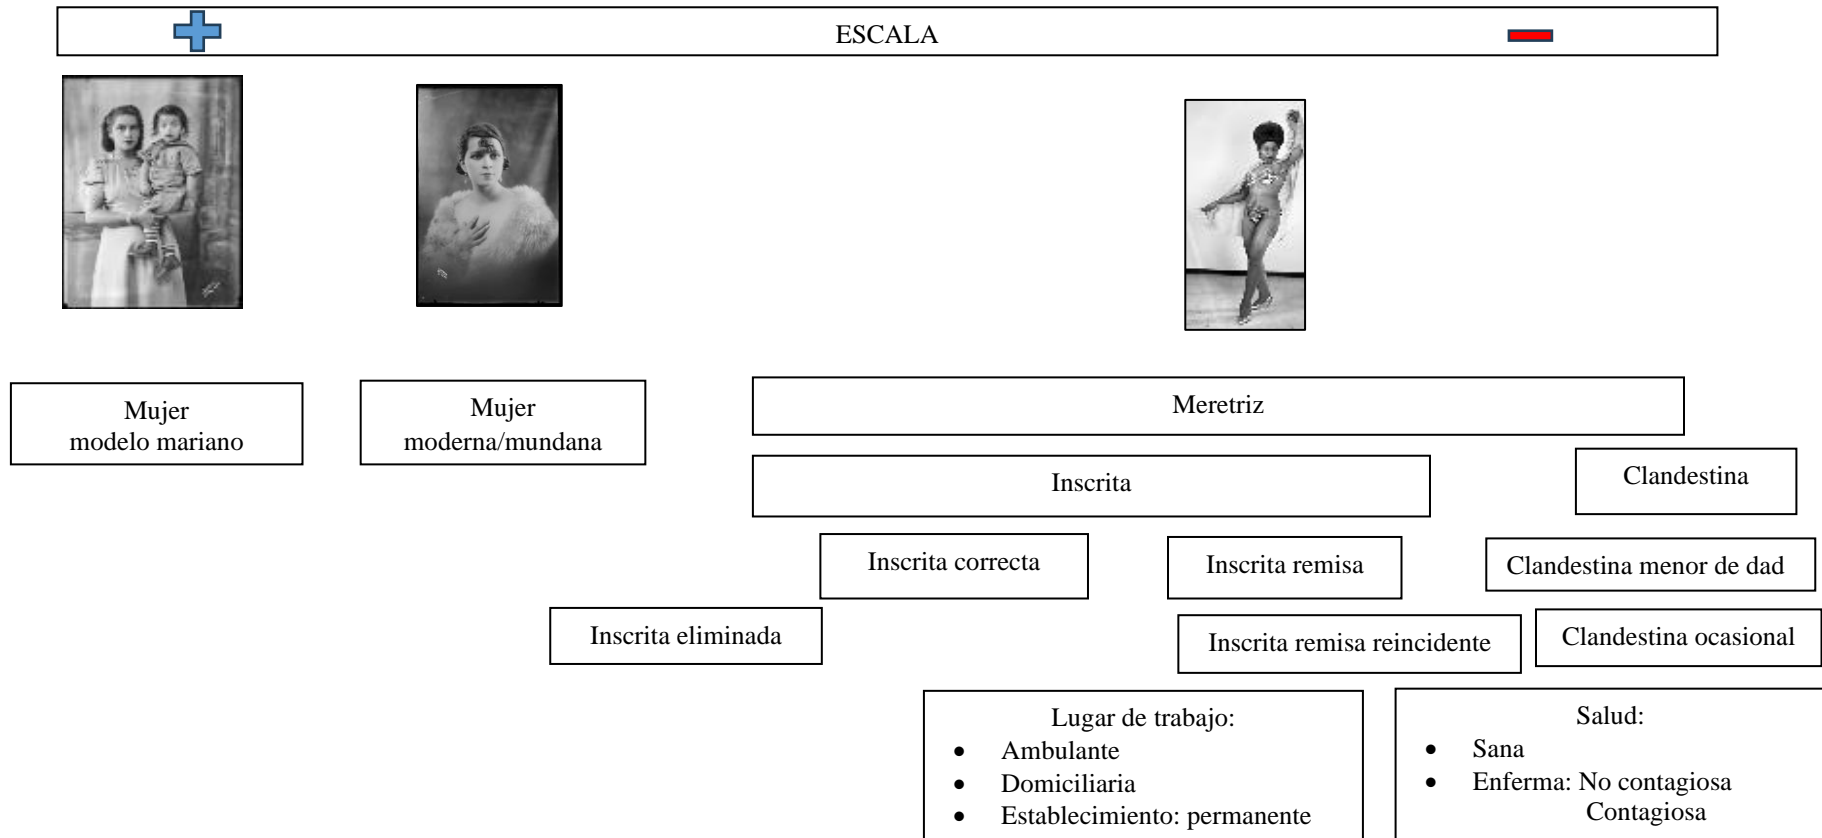 ESCALA
Mujer
modelo mariano
Mujer
moderna/mundana
Meretriz
Inscrita
Clandestina
Inscrita correcta
Inscrita remisa
Clandestina menor de dad
Inscrita eliminada
Inscrita remisa reincidente
Clandestina ocasional
Lugar de trabajo:
• Ambulante
• Domiciliaria
• Establecimiento: permanente
Salud:
• Sana
• Enferma: No contagiosa
Contagiosa